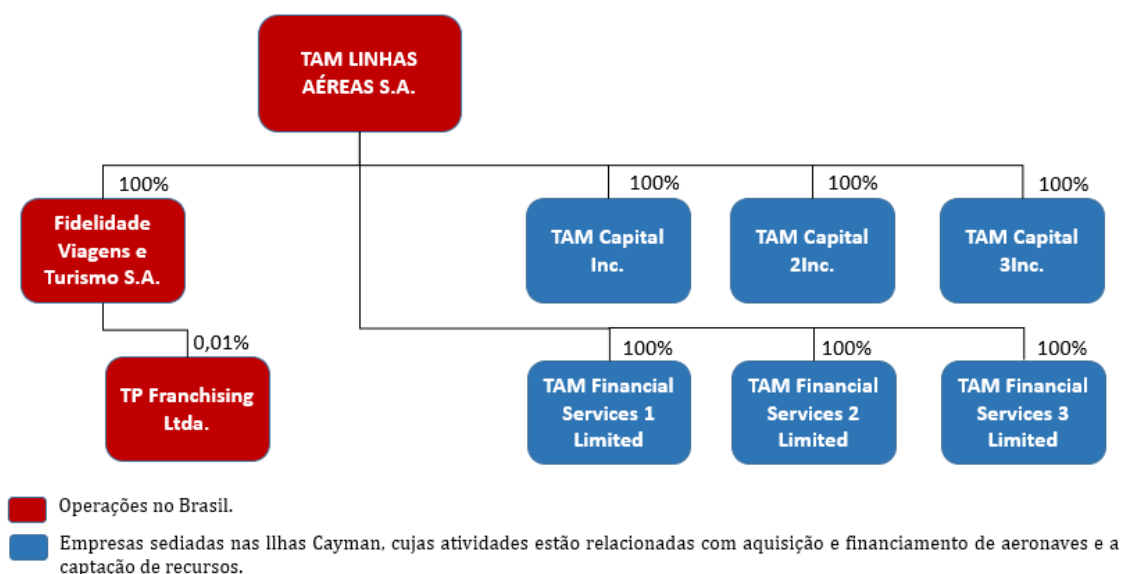 TAM LINHAS
AÉREAS S.A.
100%
100%
100%
100%
Fidelidade
Viagens e
Turismo S.A.
TAM Capital
Inc.
TAM Capital
2Inc.
TAM Capital
3Inc.
0,01%
100%
100%
100%
TP Franchising
Ltda.
TAM Financial
Services 1
Limited
TAM Financial
Services 2
Limited
TAM Financial
Services 3
Limited
Operações no Brasil.
Empresas sediadas nas Ilhas Cayman, cujas atividades estão relacionadas com aquisição e financiamento de aeronaves e a
captação de recursos.